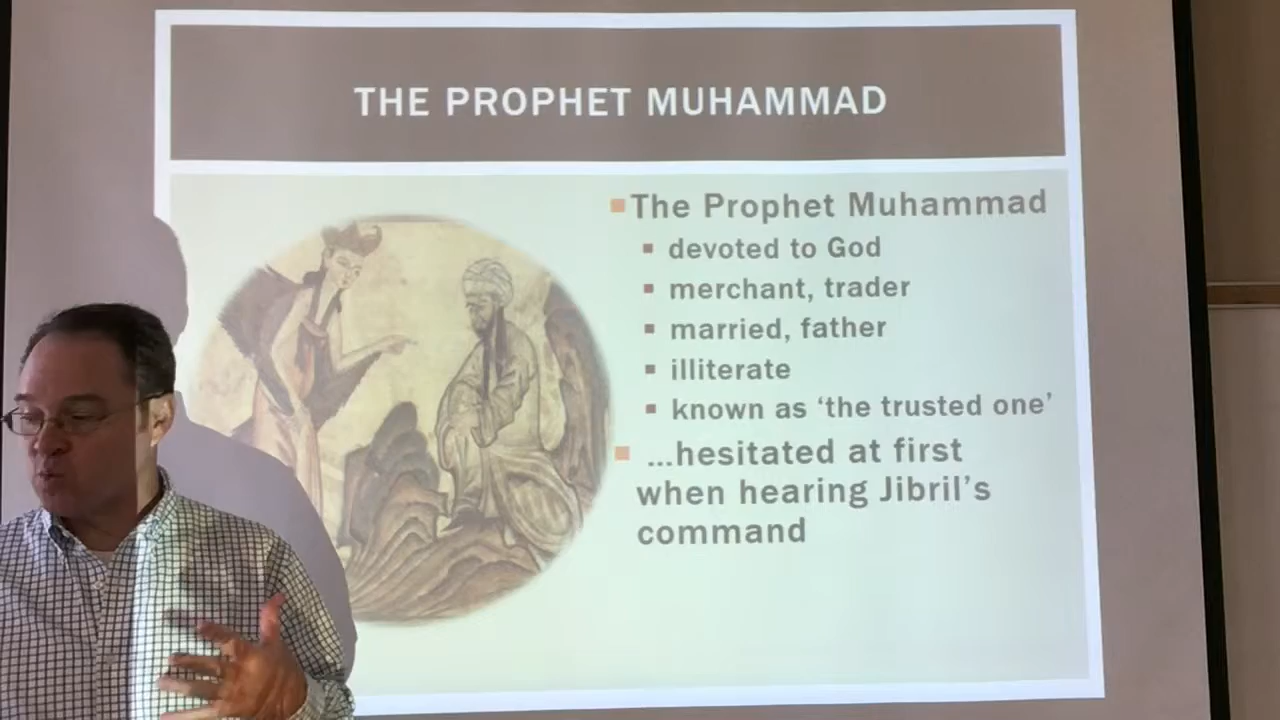 THE PROPHET MUHAMMAD
The Prophet Muhammad
devoted to God
merchant, trader
married, father
illiterate
known as ‘the trusted one’
…hesitated at first
when hearing Jibril’s
command